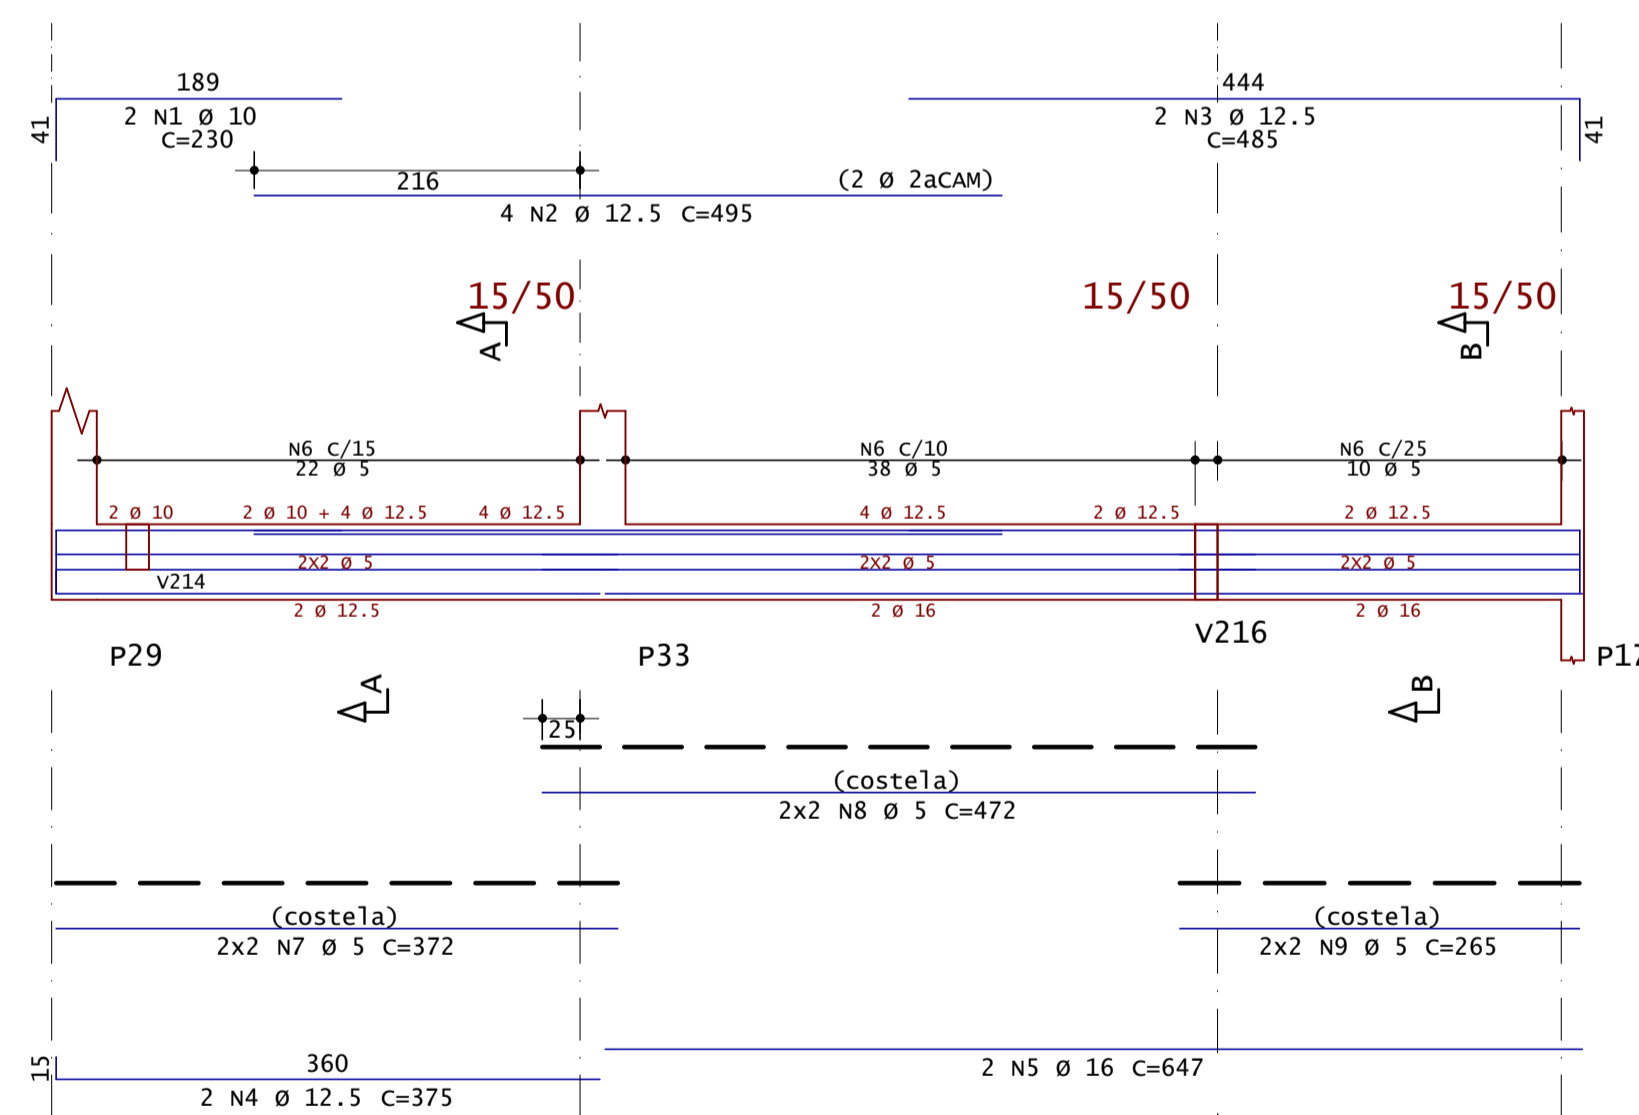 189
444
2 N1 Ø 10
2 N3 Ø 12.5
C=230
C=485
41
41
216
(2 Ø 2aCAM)
4 N2 Ø 12.5 C=495
15/50
15/50
15/50
A
B
N6 C/15
N6 C/10
N6 C/25
22 Ø 5
38 Ø 5
10 Ø 5
2 Ø 10
2 Ø 10 + 4 Ø 12.5
4 Ø 12.5
4 Ø 12.5
2 Ø 12.5
2 Ø 12.5
2X2 Ø 5
2X2 Ø 5
2X2 Ø 5
V214
2 Ø 12.5
2 Ø 16
2 Ø 16
V216
P29
P33
P17
A
B
25
(costela)
2x2 N8 Ø 5 C=472
(costela)
(costela)
2x2 N7 Ø 5 C=372
2x2 N9 Ø 5 C=265
15
360
2 N5 Ø 16 C=647
2 N4 Ø 12.5 C=375